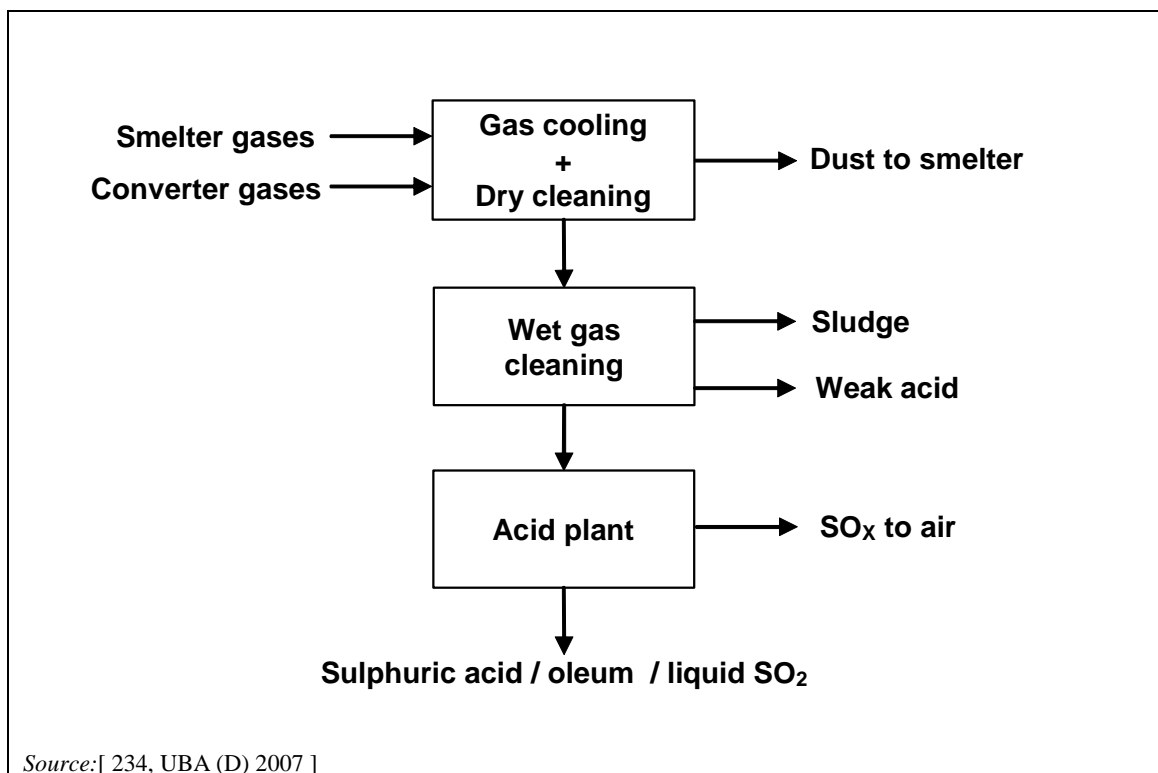 Smelter gases
Converter gases
Gas cooling
+
Dry cleaning
Dust to smelter
Wet gas
cleaning
Sludge
Weak acid
Acid plant
SOX to air
Sulphuric acid / oleum / liquid SO2
Source:[ 234, UBA (D) 2007 ]